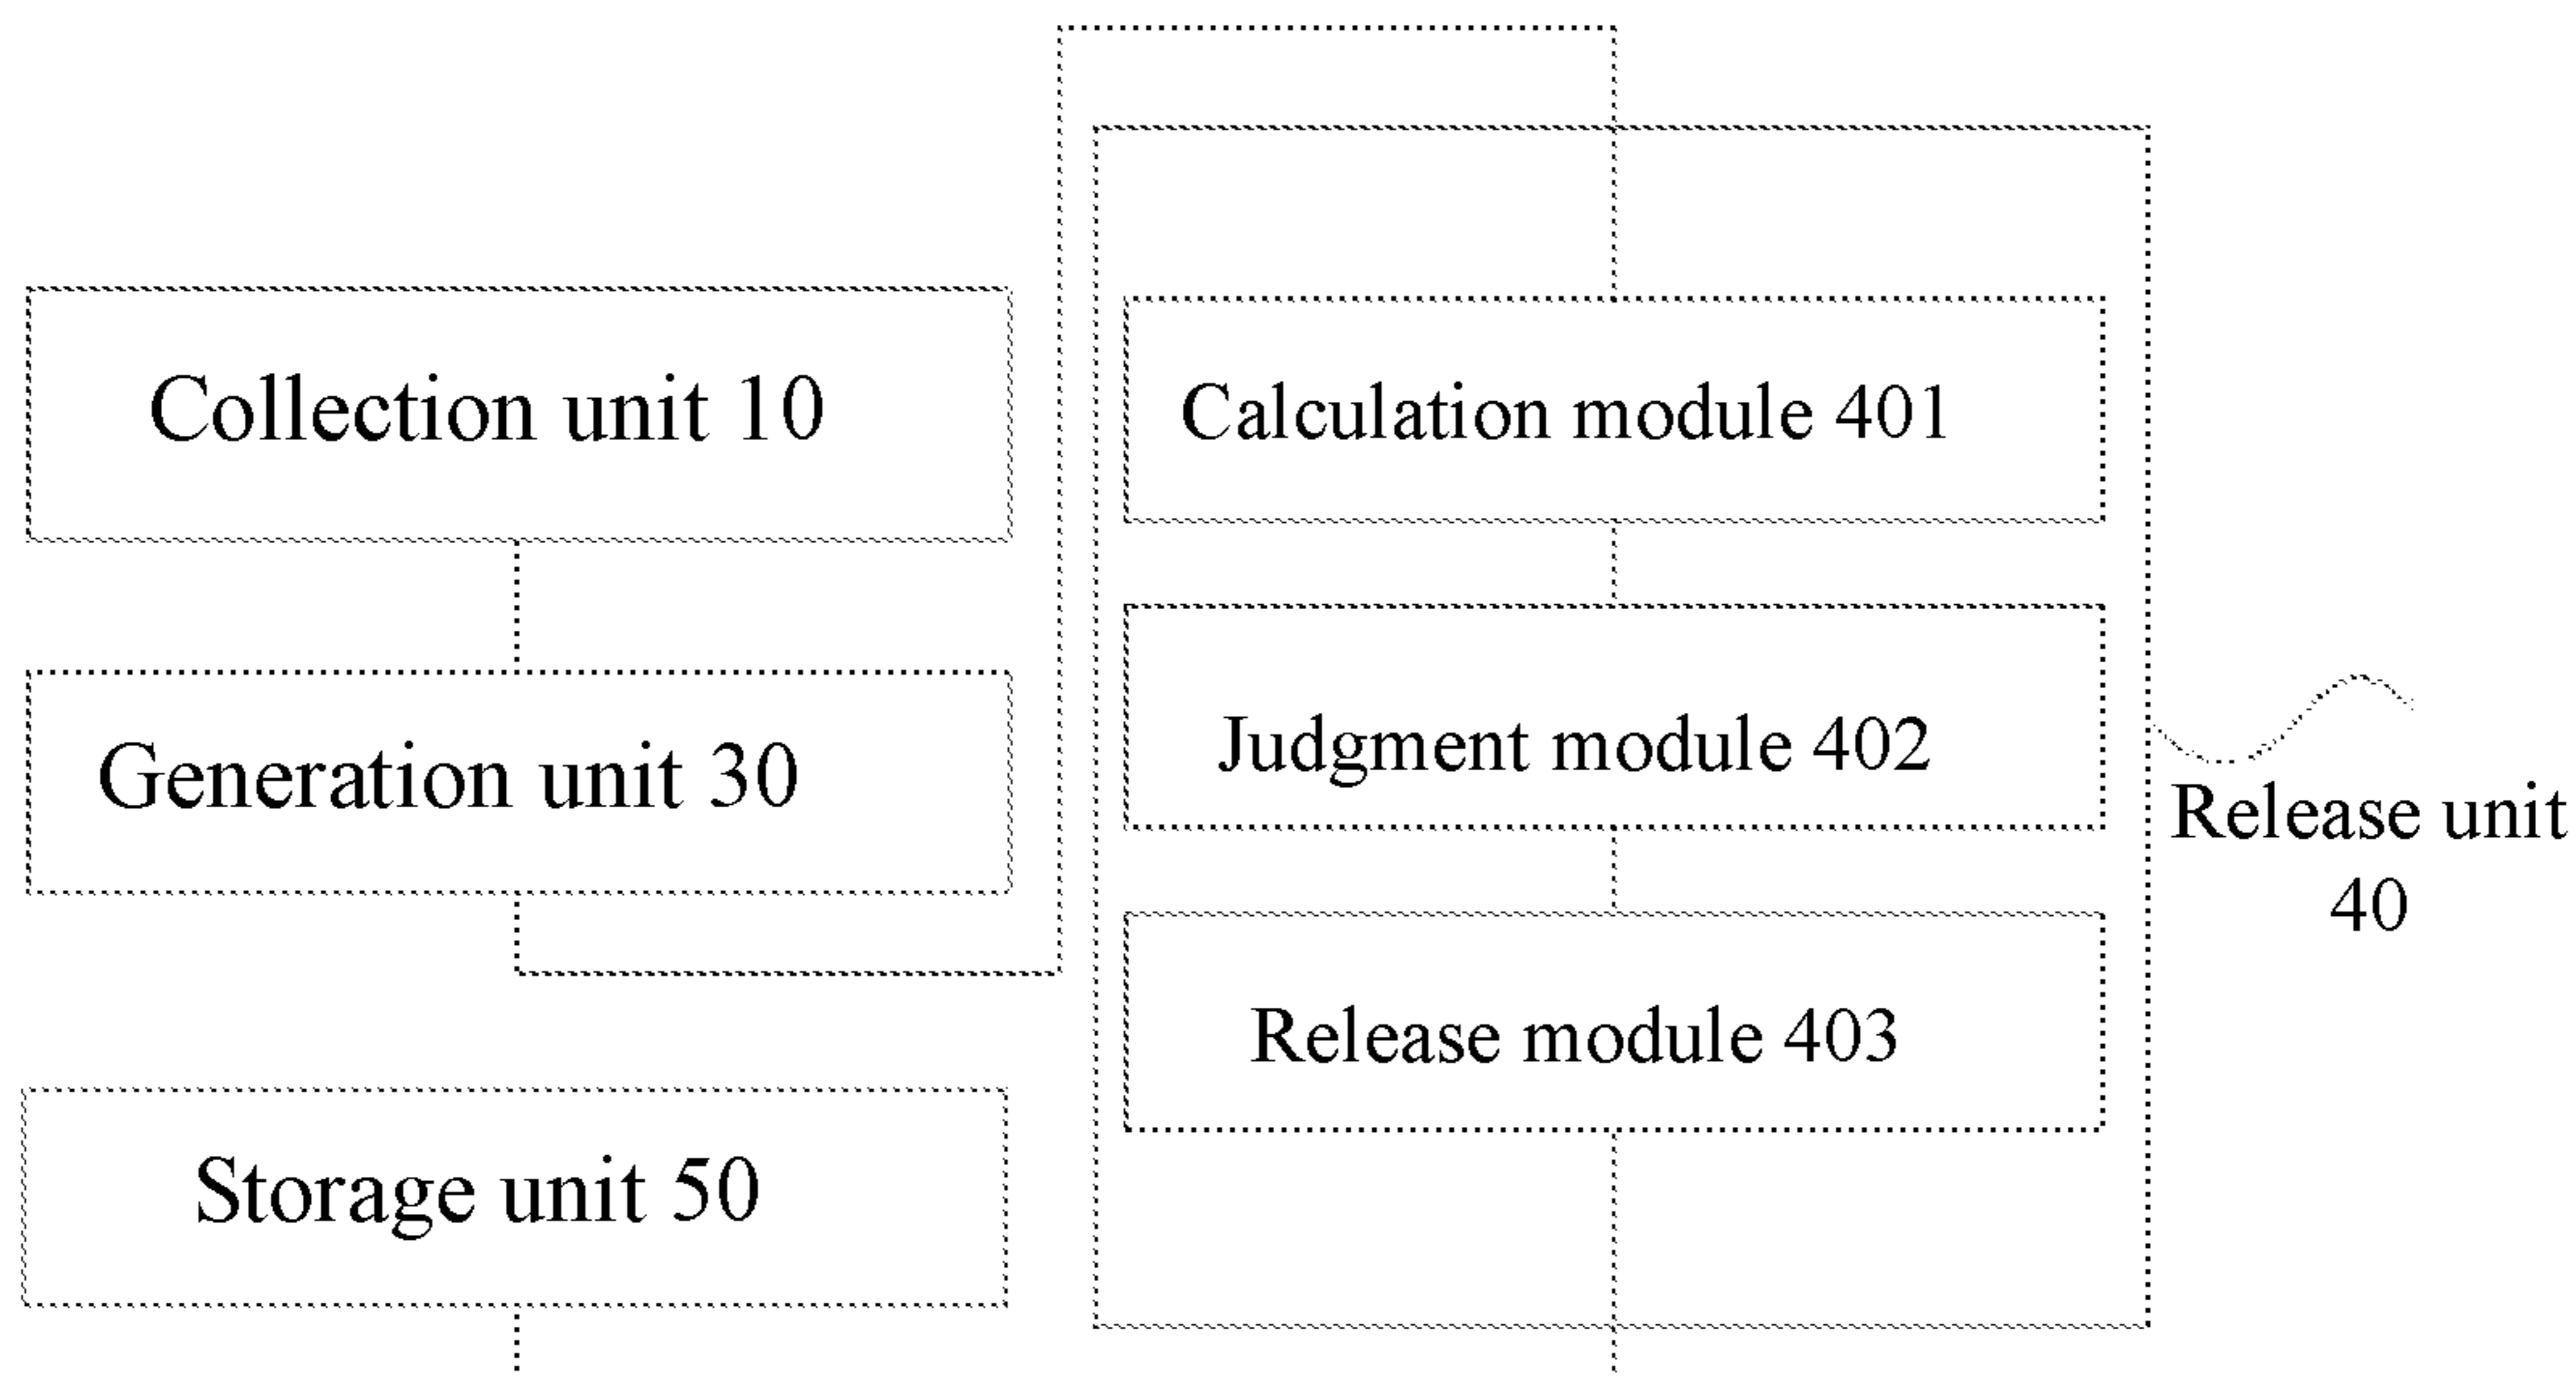 Collection unit 10
Generation unit 30
Storage unit 50
Calculation module 401
Judgment module 402
Release module 403
Release unit
40